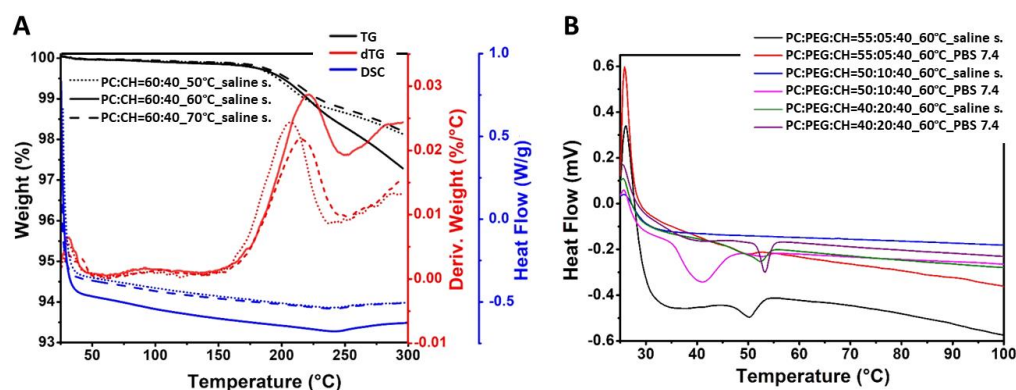 A
TG
dTG
DSC
PC:CH=60:40_50°C_saline s.
PC:CH=60:40_60°C_saline s.
PC:CH=60:40_70°C_saline s.
100
99
98
97
96
95
94
93
Weight (%)
50
100
150
200
250
300
Temperature (°C)
0.03
0.02
0.01
0.00
-0.01
Deriv. Weight (%/°C)
1.0
0.5
0.0
-0.5
Heat Flow (W/g)
B
PC:PEG:CH=55:05:40_60°C_saline s.
PC:PEG:CH=55:05:40_60°C_PBS 7.4
PC:PEG:CH=50:10:40_60°C_saline s.
PC:PEG:CH=50:10:40_60°C_PBS 7.4
PC:PEG:CH=40:20:40_60°C_saline s.
PC:PEG:CH=40:20:40_60°C_PBS 7.4
0.6
0.4
0.2
0.0
-0.2
-0.4
-0.6
Heat Flow (mV)
30
40
50
60
70
80
90
100
Temperature (°C)